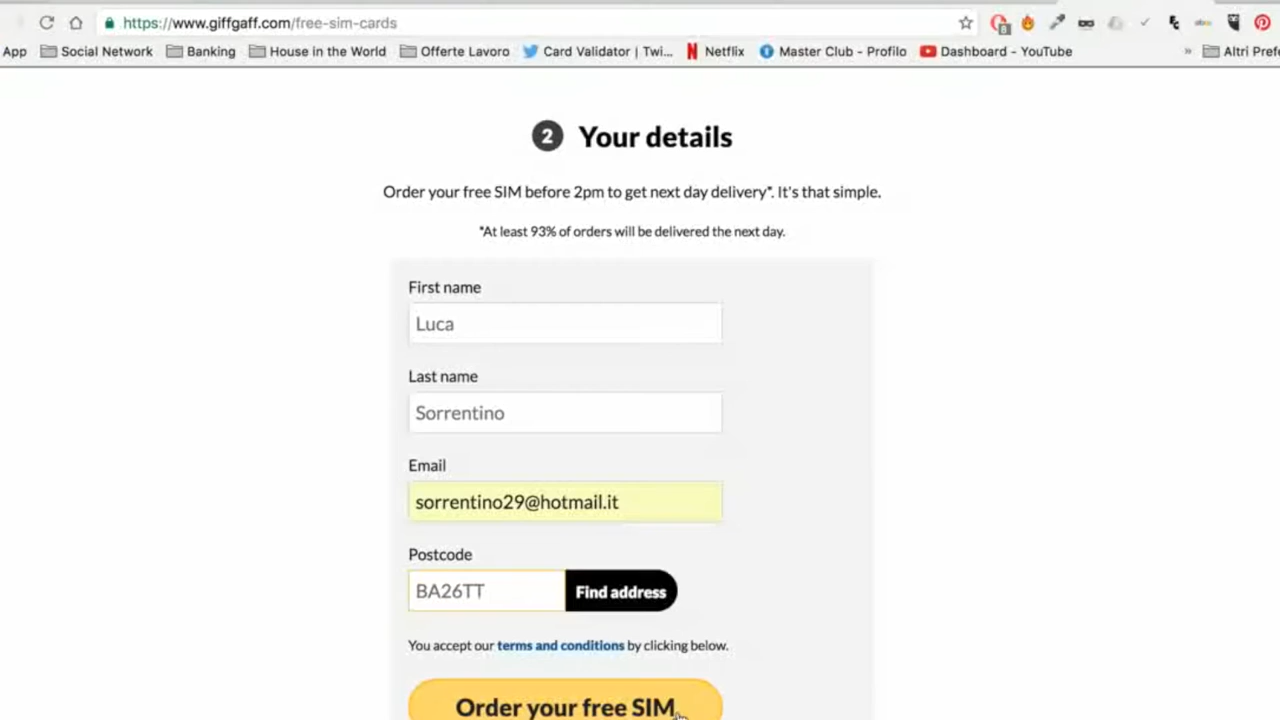 https://www.giffgaff.com/free-sim-cards
App Social Network Banking House in the World Offerte Lavoro Card Validator | Twi... Netflix Master Club - Profilo Dashboard - YouTube » Altri Pref
2 Your details
Order your free SIM before 2pm to get next day delivery*. It's that simple.
*At least 93% of orders will be delivered the next day.
First name
Luca
Last name
Sorrentino
Email
sorrentino29@hotmail.it
Postcode
BA26TT Find address
You accept our terms and conditions by clicking below.
Order your free SIM